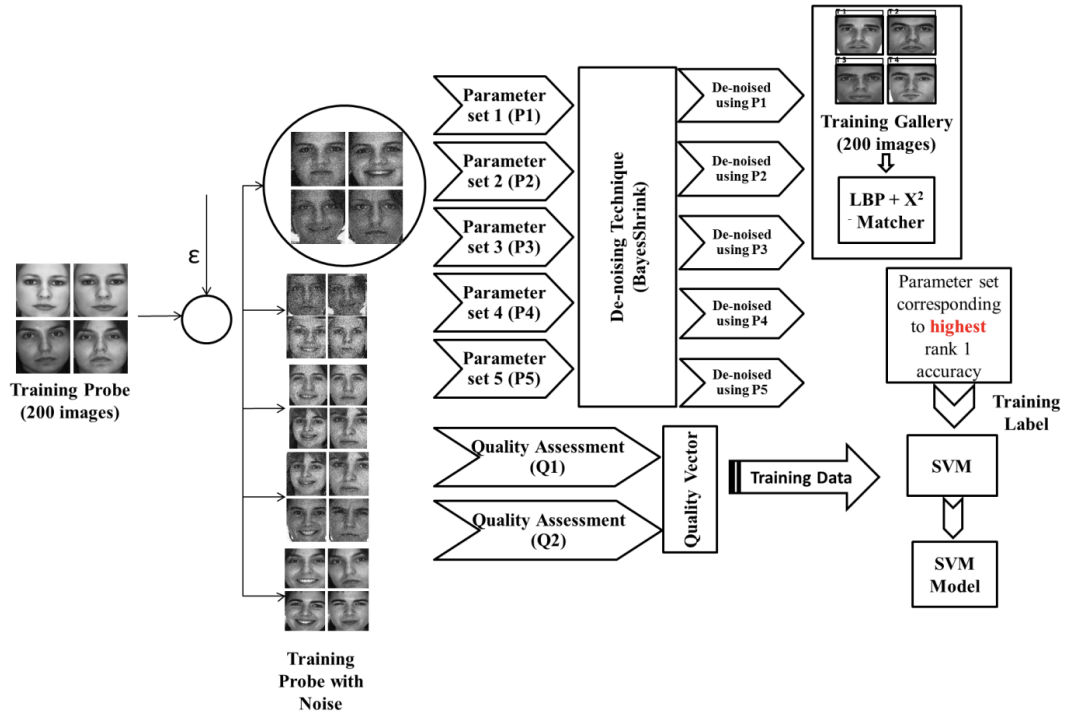 Training Probe
(200 images)
ε
Training
Probe with
Noise
Parameter
set 1 (P1)
Parameter
set 2 (P2)
Parameter
set 3 (P3)
Parameter
set 4 (P4)
Parameter
set 5 (P5)
De-noising Technique
(BayesShrink)
De-noised
using P1
De-noised
using P2
De-noised
using P3
De-noised
using P4
De-noised
using P5
T 1
T 2
T 3
T 4
Training Gallery
(200 images)
LBP + X²
- Matcher
Quality Assessment
(Q1)
Quality Assessment
(Q2)
Quality Vector
Training Data
Parameter set
corresponding
to highest
rank 1
accuracy
Training
Label
SVM
SVM
Model